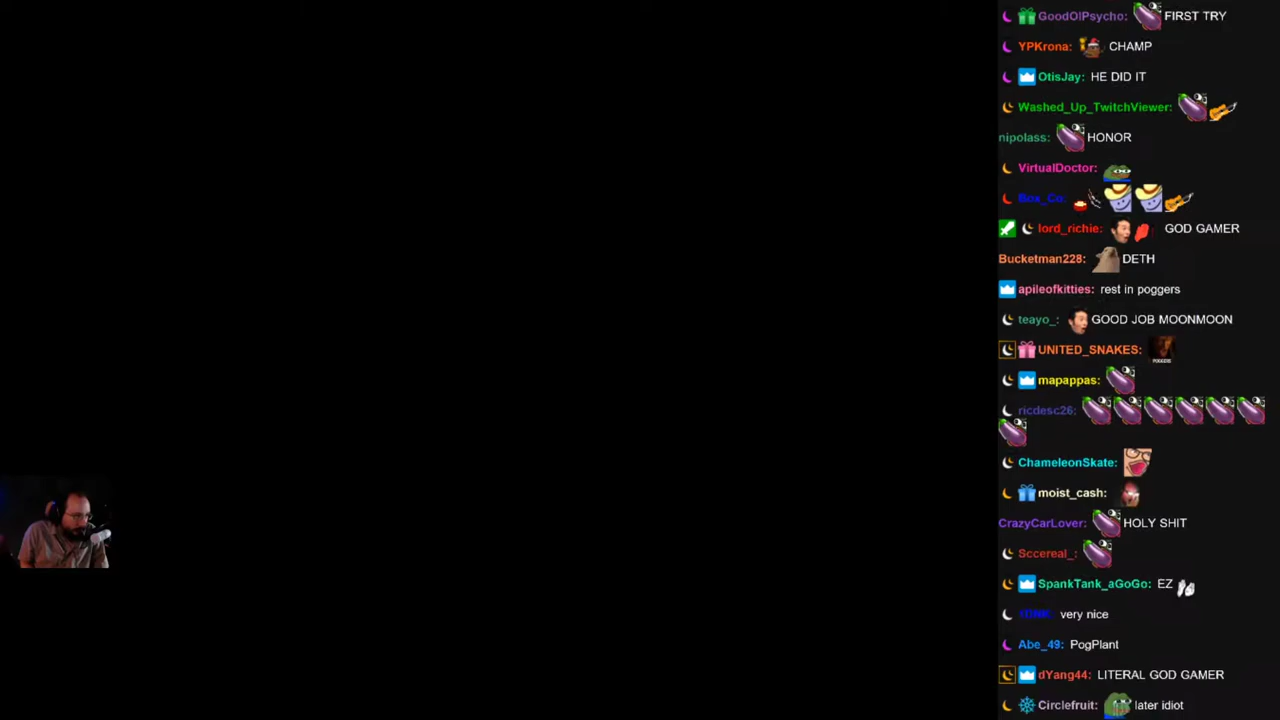 GoodOlPsycho: FIRST TRY
YPKrona: CHAMP
OtisJay: HE DID IT
Washed_Up_TwitchViewer:
nipolass: HONOR
VirtualDoctor:
Box_Co:
lord_richie: GOD GAMER
Bucketman228: DETH
apileofkitties: rest in poggers
teayo_: GOOD JOB MOONMOON
UNITED_SNAKES:
mapappas:
ricdesc26:
ChameleonSkate:
moist_cash:
CrazyCarLover: HOLY SHIT
Sccereal_:
SpankTank_aGoGo: EZ
very nice
Abe_49: PogPlant
dYang44: LITERAL GOD GAMER
Circlefruit: later idiot